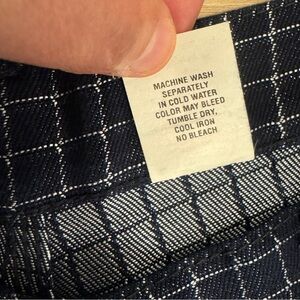 MACHINE WASH
SEPARATELY
IN COLD WATER
COLOR MAY BLEED
TUMBLE DRY,
COOL IRON
NO BLEACH